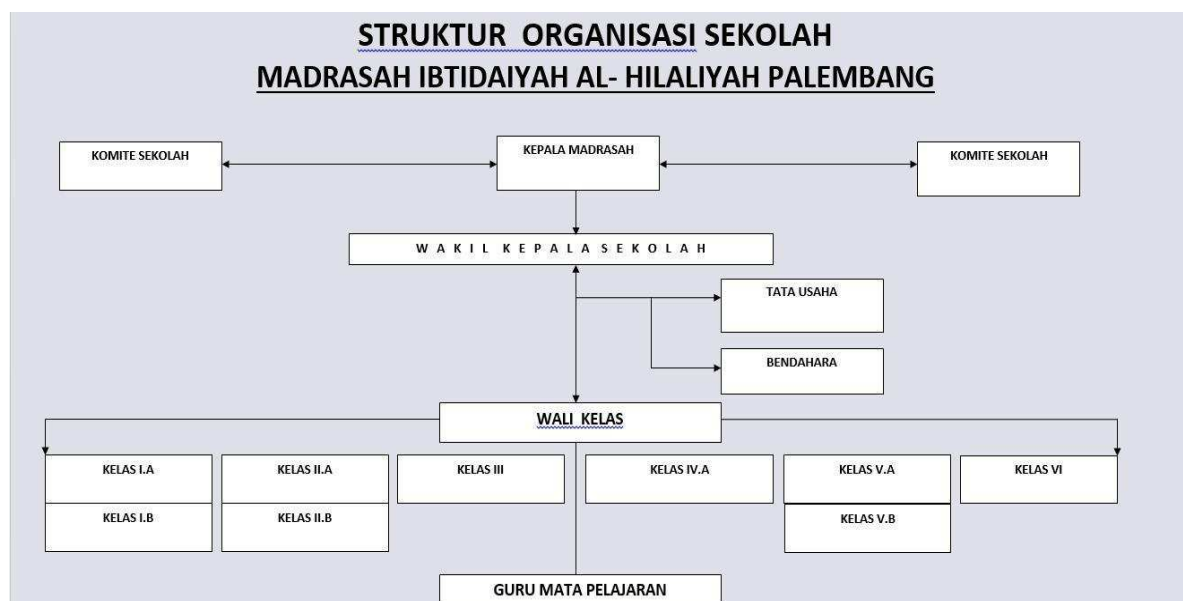 STRUKTUR ORGANISASI SEKOLAH
MADRASAH IBTIDAIYAH AL- HILALIYAH PALEMBANG
KOMITE SEKOLAH
KEPALA MADRASAH
KOMITE SEKOLAH
W A K I L K E P A L A S E K O L A H
TATA USAHA
BENDAHARA
WALI KELAS
KELAS I.A
KELAS II.A
KELAS III
KELAS IV.A
KELAS V.A
KELAS VI
KELAS I.B
KELAS II.B
KELAS V.B
GURU MATA PELAJARAN